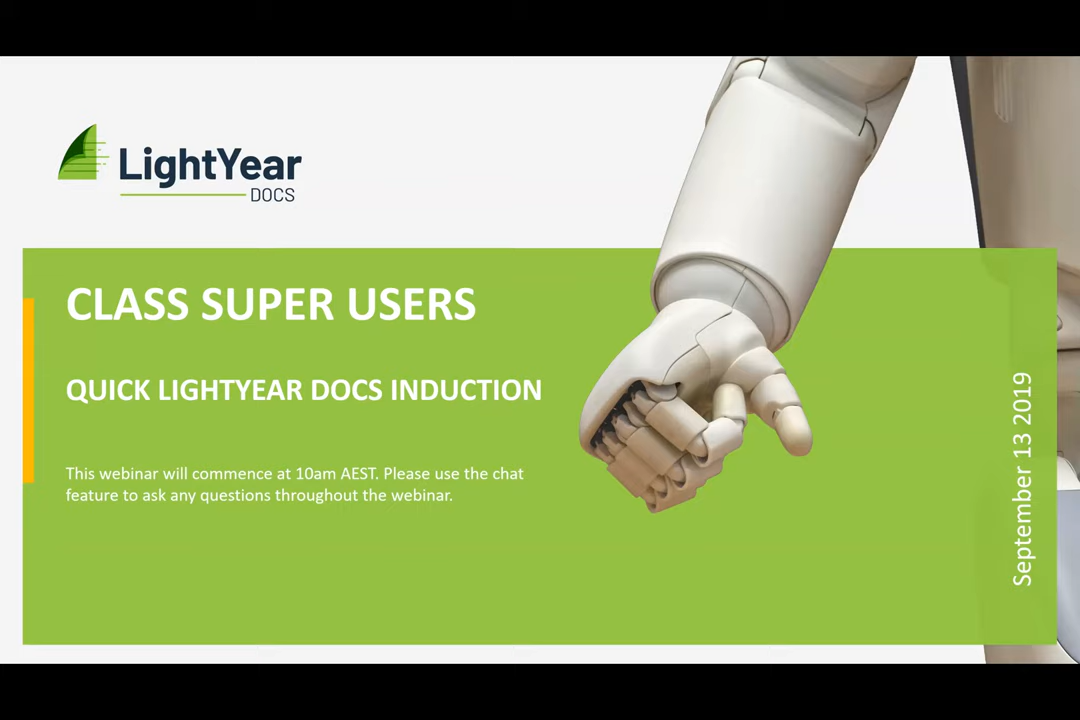 LightYear
DOCS
CLASS SUPER USERS
QUICK LIGHTYEAR DOCS INDUCTION
This webinar will commence at 10am AEST. Please use the chat
feature to ask any questions throughout the webinar.
September 13 2019